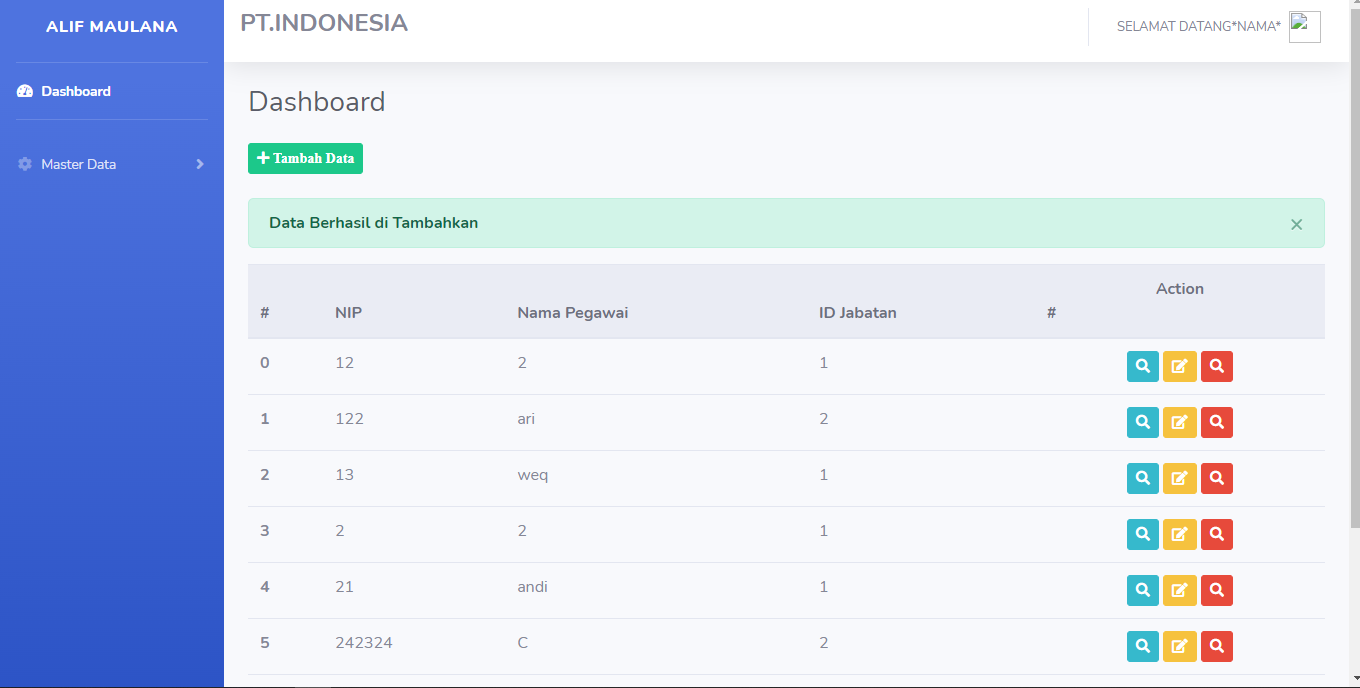 ALIF MAULANA
PT.INDONESIA
SELAMAT DATANG*NAMA*
Dashboard
Master Data
Dashboard
Tambah Data
Data Berhasil di Tambahkan ×
Action
# NIP Nama Pegawai ID Jabatan #
0 12 2 1
1 122 ari 2
2 13 weq 1
3 2 2 1
4 21 andi 1
5 242324 C 2